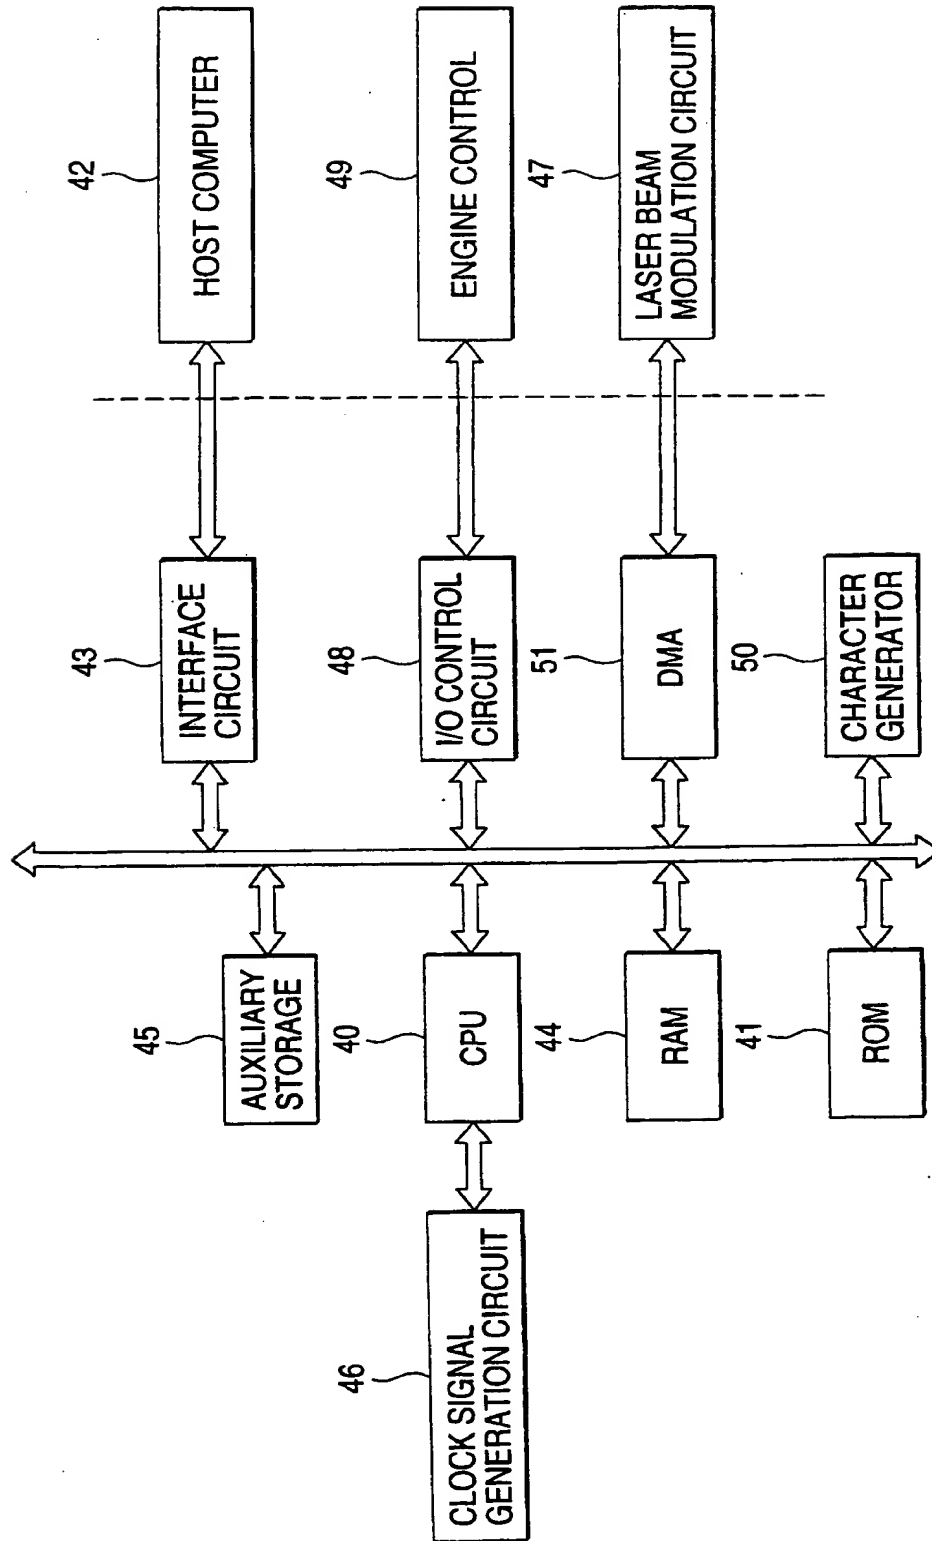 42
HOST COMPUTER
49
ENGINE CONTROL
47
LASER BEAM
MODULATION CIRCUIT
43
INTERFACE
CIRCUIT
48
I/O CONTROL
CIRCUIT
51
DMA
50
CHARACTER
GENERATOR
45
AUXILIARY
STORAGE
40
CPU
44
RAM
41
ROM
46
CLOCK SIGNAL
GENERATION CIRCUIT